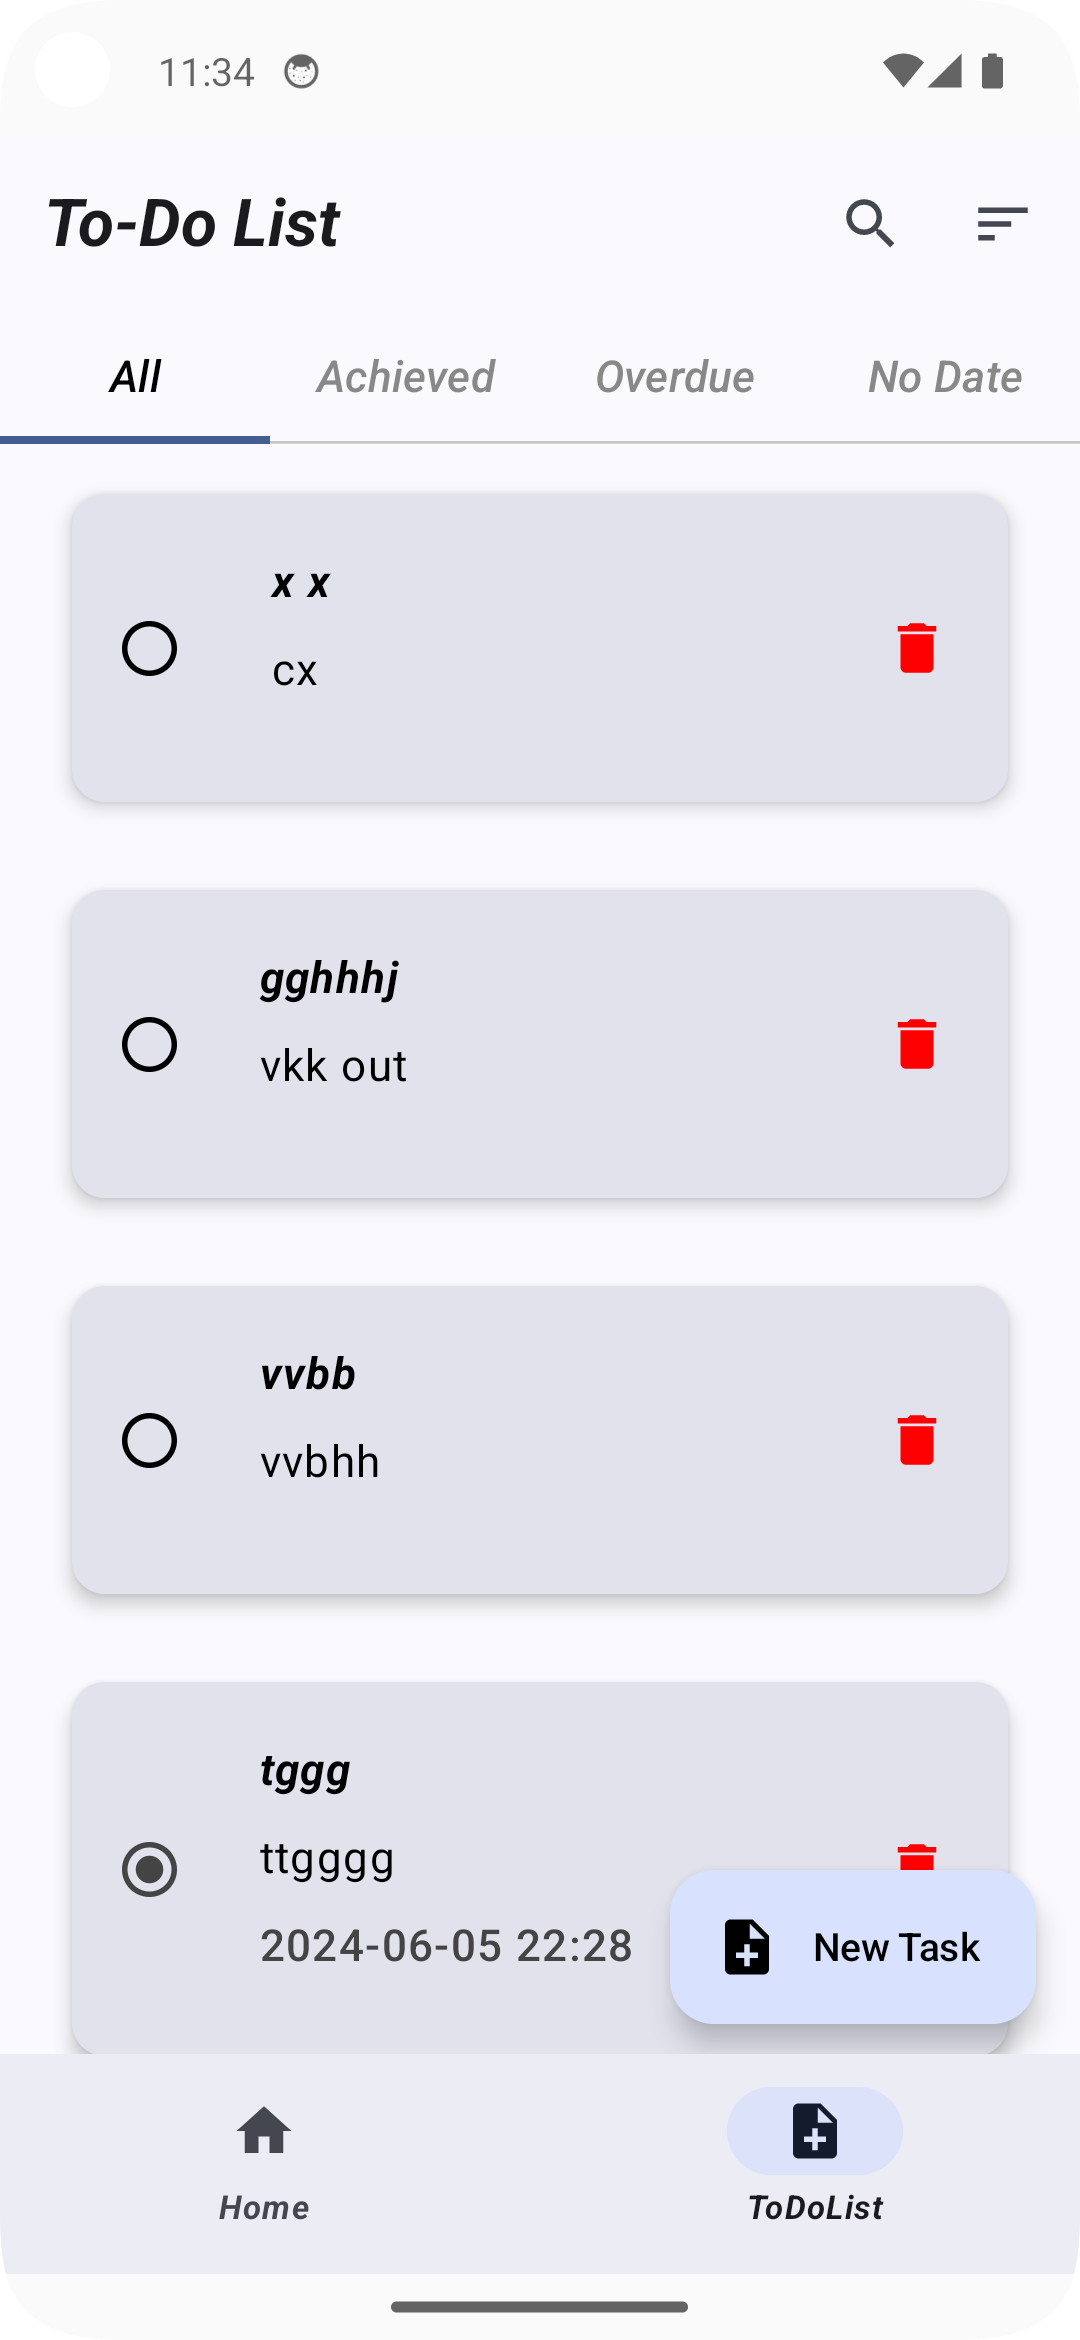 11:34
To-Do List
All
Achieved
Overdue
No Date
x x
cx
gghhhj
vkk out
vvbb
vvbhh
tggg
ttgggg
2024-06-05 22:28
New Task
Home
ToDoList